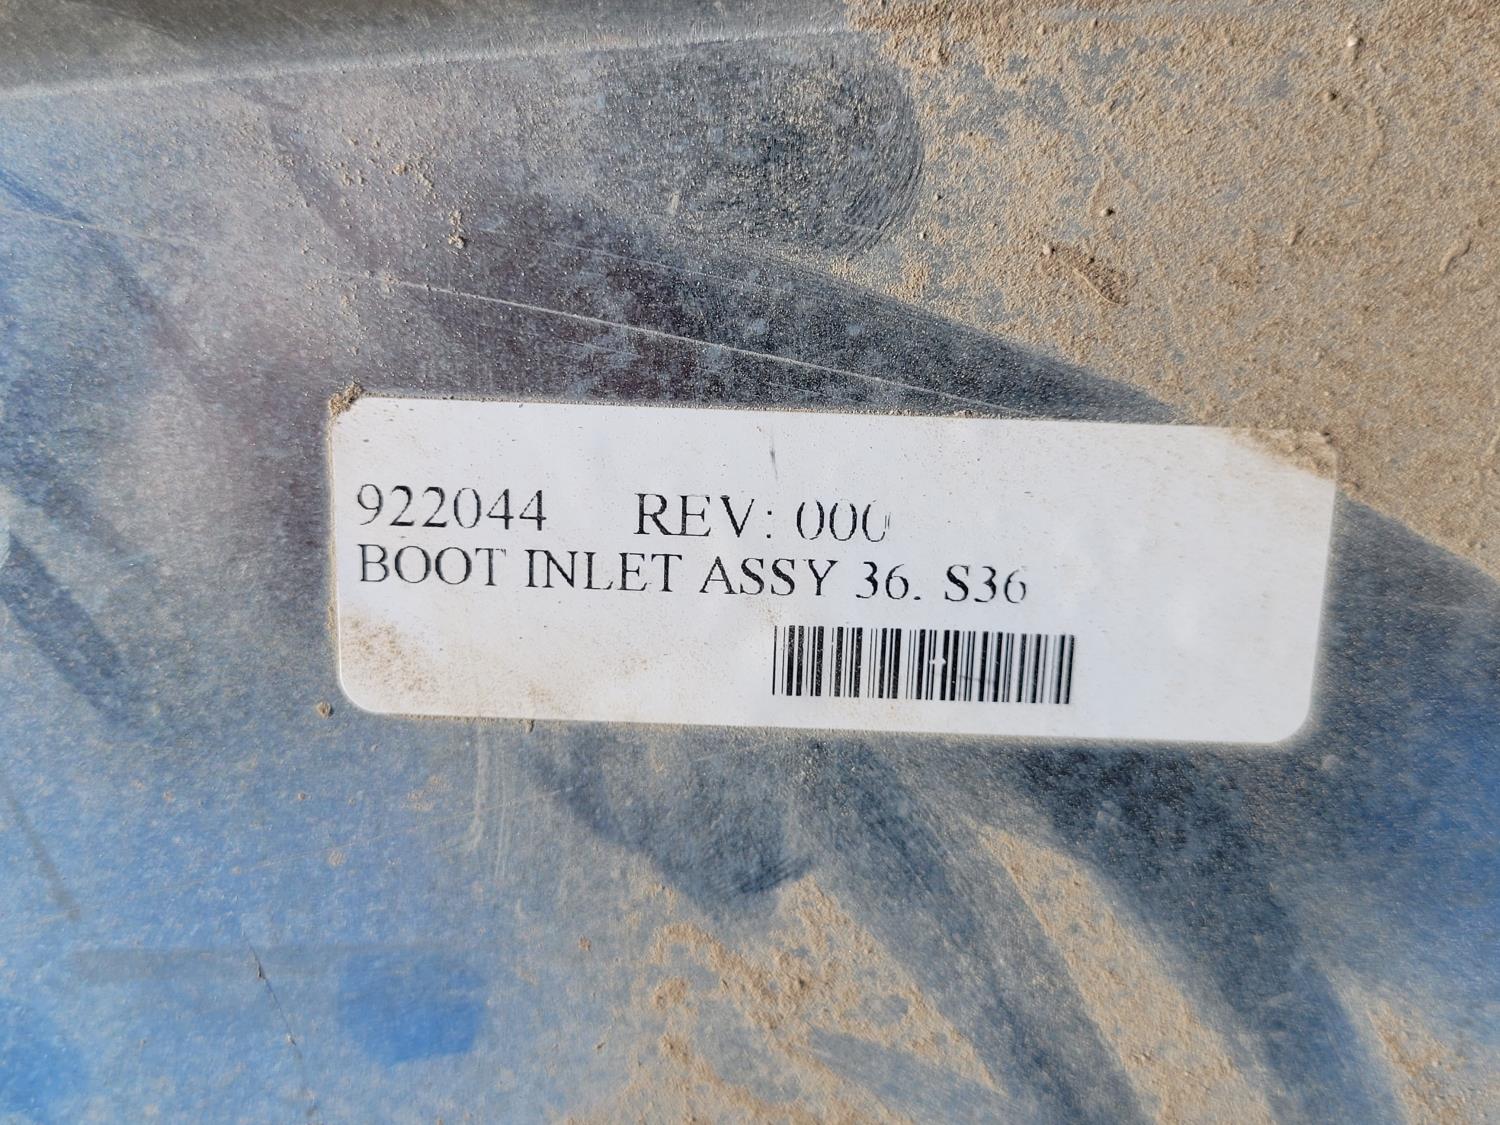 922044 REV: 000
BOOT INLET ASSY 36. S36